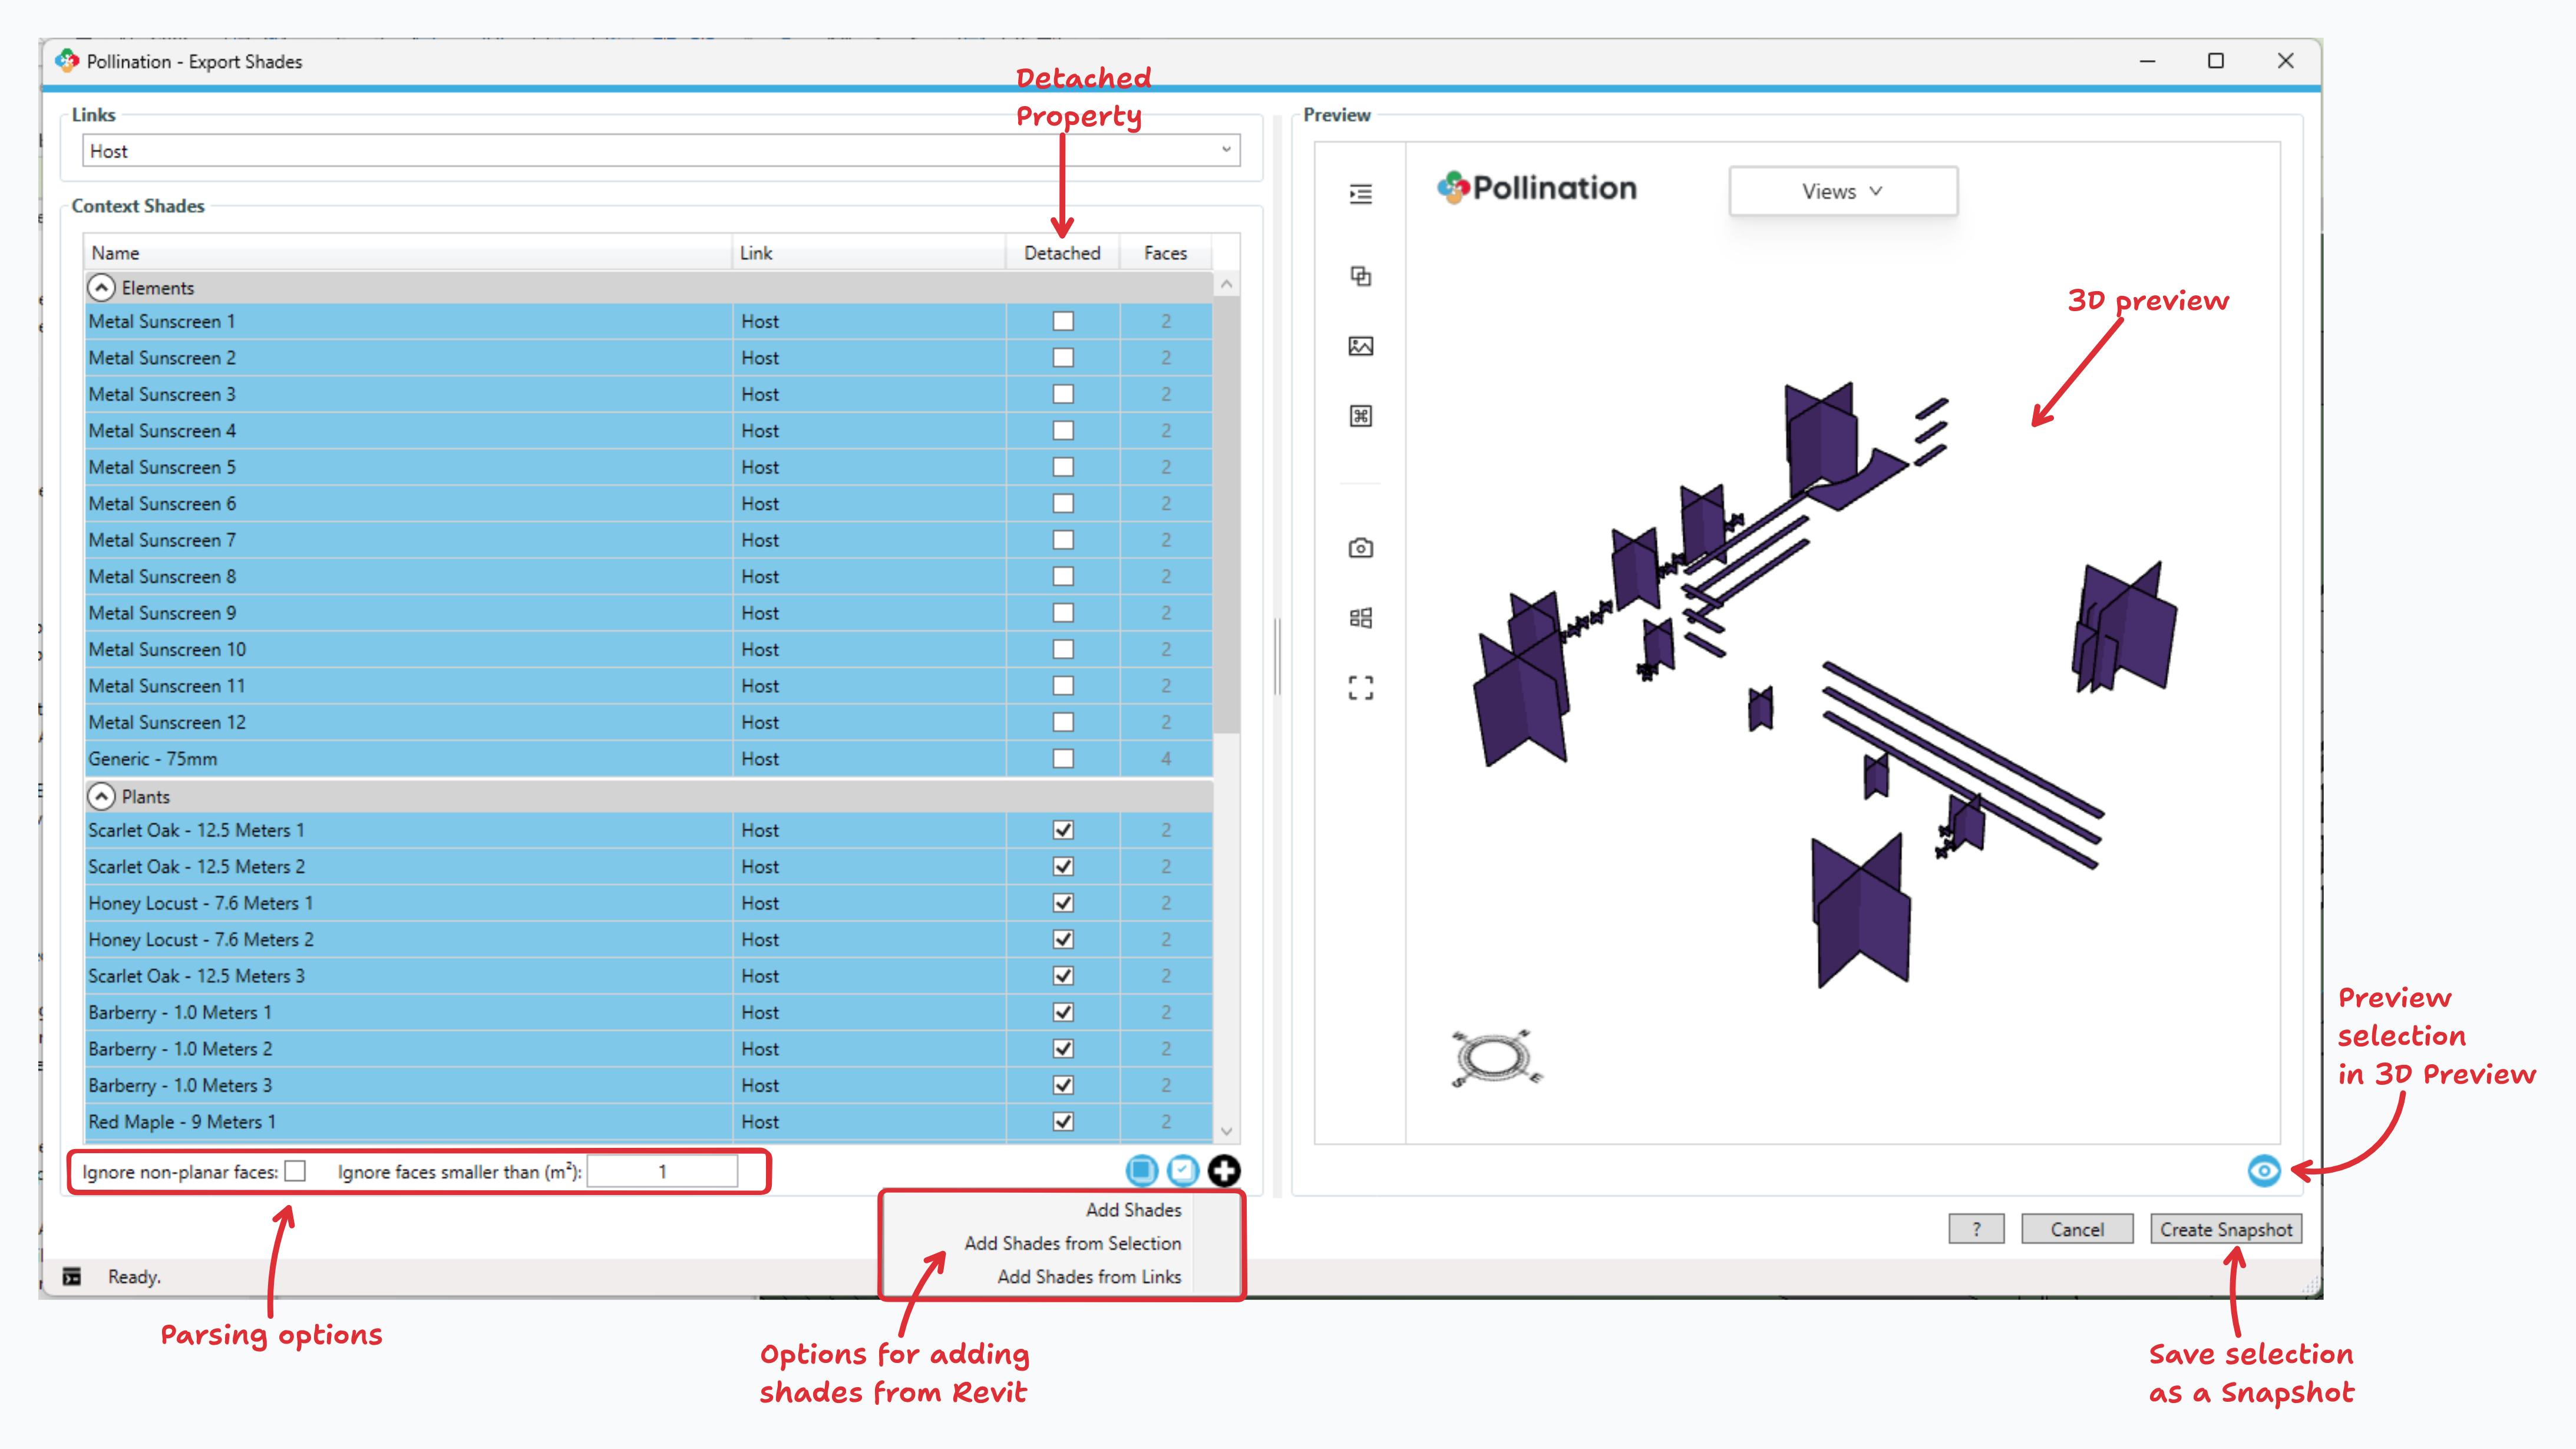 Pollination - Export Shades
Detached
Property
Links
Host
Context Shades
Name Link Detached Faces
Elements
Metal Sunscreen 1 Host 2
Metal Sunscreen 2 Host 2
Metal Sunscreen 3 Host 2
Metal Sunscreen 4 Host 2
Metal Sunscreen 5 Host 2
Metal Sunscreen 6 Host 2
Metal Sunscreen 7 Host 2
Metal Sunscreen 8 Host 2
Metal Sunscreen 9 Host 2
Metal Sunscreen 10 Host 2
Metal Sunscreen 11 Host 2
Metal Sunscreen 12 Host 2
Generic - 75mm Host 4
Plants
Scarlet Oak - 12.5 Meters 1 Host 2
Scarlet Oak - 12.5 Meters 2 Host 2
Honey Locust - 7.6 Meters 1 Host 2
Honey Locust - 7.6 Meters 2 Host 2
Scarlet Oak - 12.5 Meters 3 Host 2
Barberry - 1.0 Meters 1 Host 2
Barberry - 1.0 Meters 2 Host 2
Barberry - 1.0 Meters 3 Host 2
Red Maple - 9 Meters 1 Host 2
Ignore non-planar faces: Ignore faces smaller than (m²): 1
Add Shades
Add Shades from Selection
Add Shades from Links
Ready.
Parsing options
Options for adding
shades from Revit
Preview
Pollination
Views
3D preview
N
W
S
E
Preview
selection
in 3D Preview
? Cancel Create Snapshot
Save selection
as a Snapshot